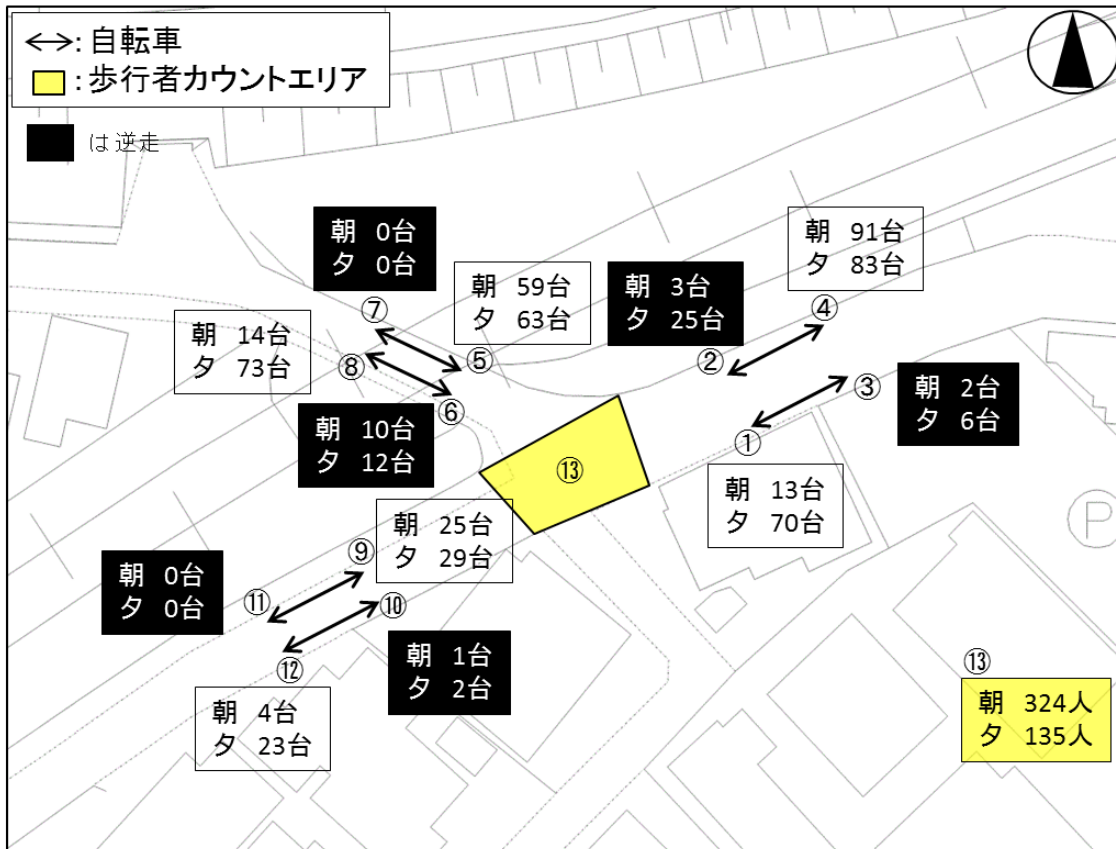 ↔: 自転車
: 歩行者カウントエリア
は 逆走
朝 0台
夕 0台
⑦
朝 59台
夕 63台
⑤
朝 3台
夕 25台
②
朝 91台
夕 83台
④
朝 14台
夕 73台
⑧
⑥
朝 10台
夕 12台
③
朝 2台
夕 6台
①
朝 13台
夕 70台
⑬
P
朝 25台
夕 29台
⑨
朝 0台
夕 0台
⑪
⑩
朝 1台
夕 2台
⑫
朝 4台
夕 23台
⑬
朝 324人
夕 135人